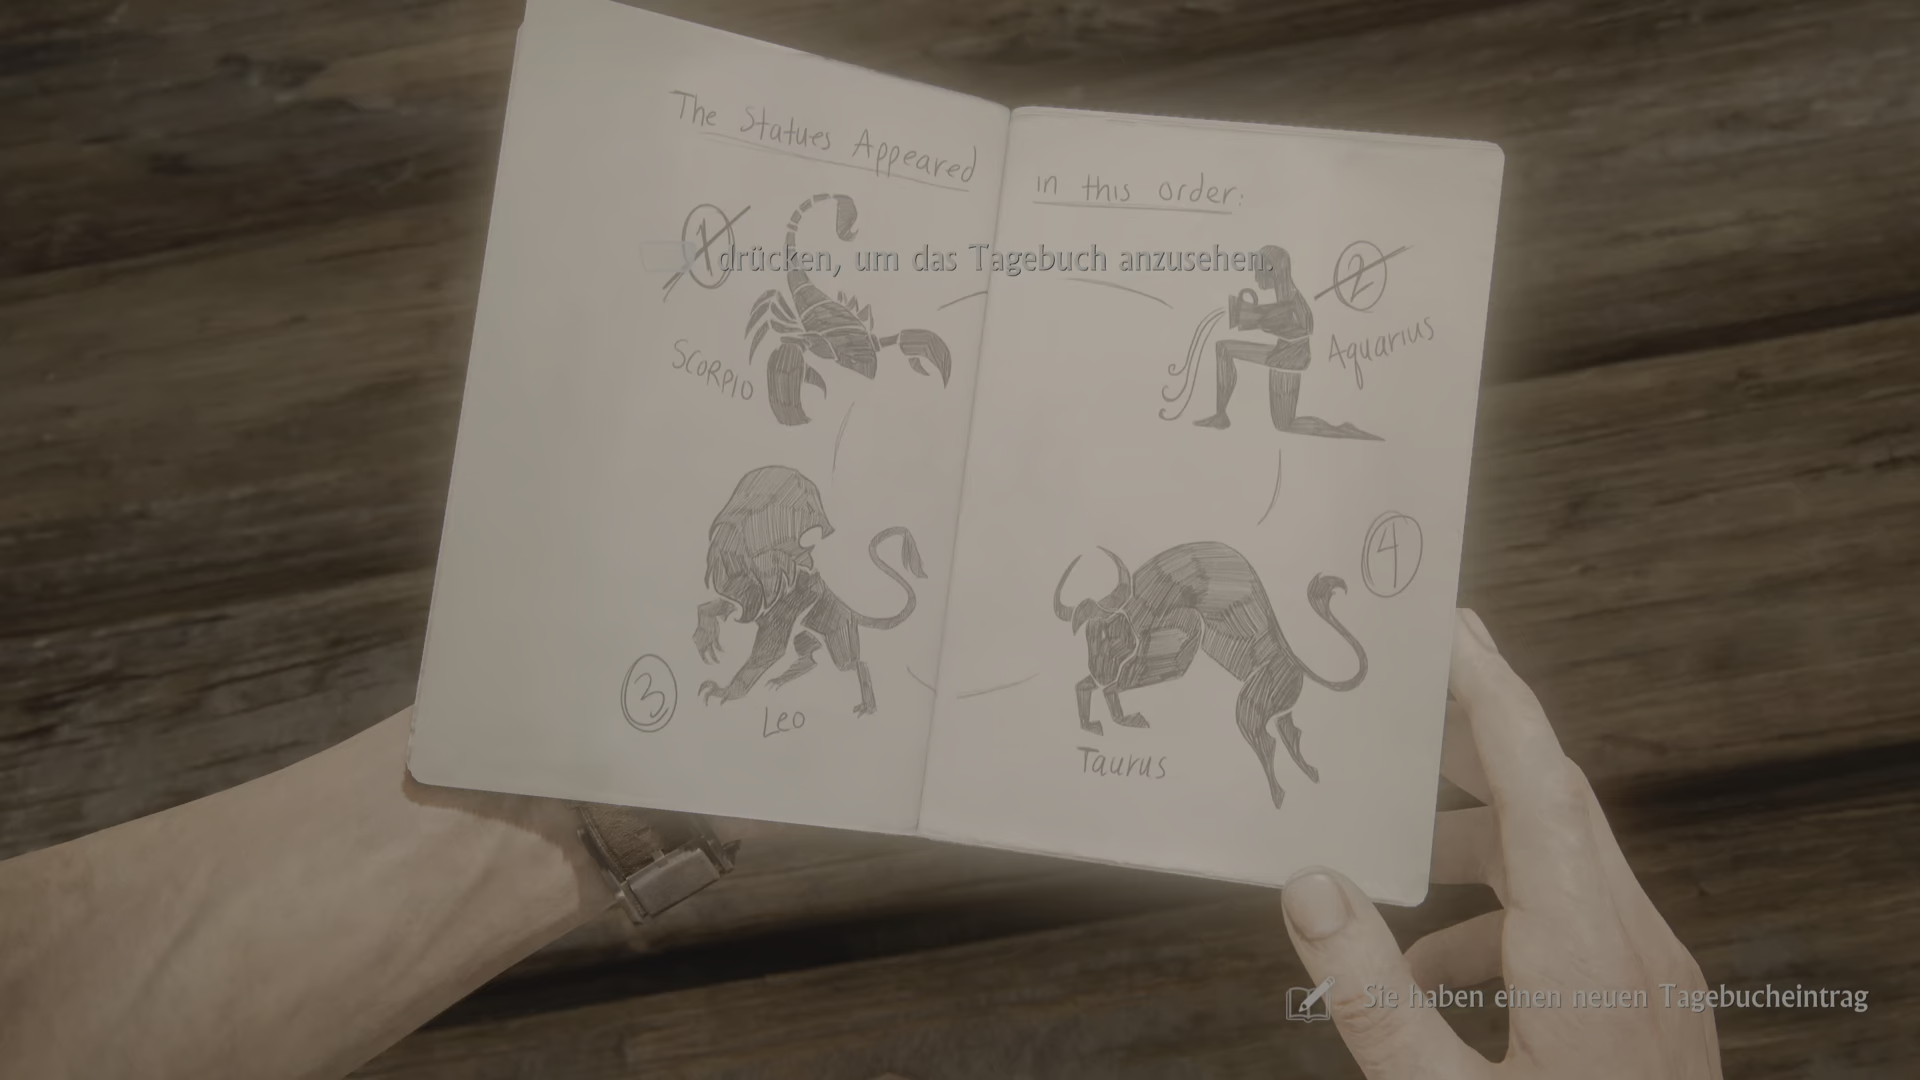 The Statues Appeared
in this order:
1
drücken, um das Tagebuch anzusehen.
2
SCORPIO
Aquarius
3
Leo
4
Taurus
Sie haben einen neuen Tagebucheintrag